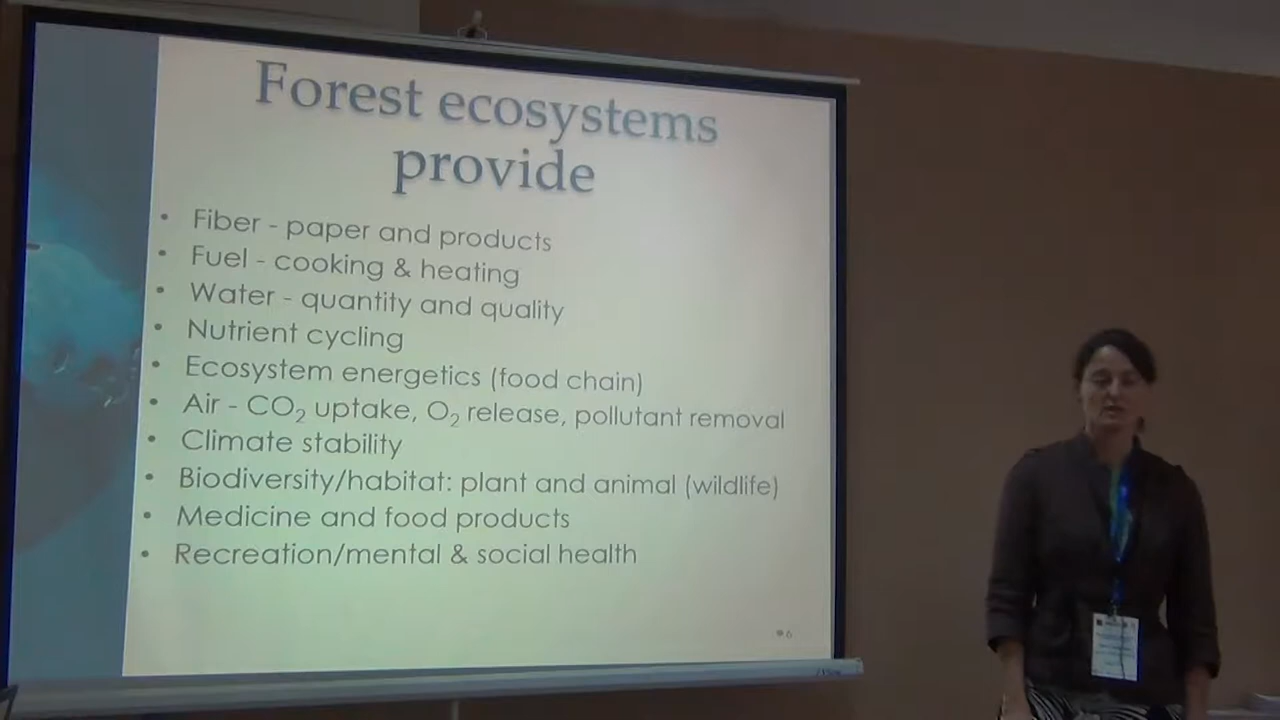 Forest ecosystems
provide
• Fiber - paper and products
• Fuel - cooking & heating
• Water - quantity and quality
• Nutrient cycling
• Ecosystem energetics (food chain)
• Air - CO₂ uptake, O₂ release, pollutant removal
• Climate stability
• Biodiversity/habitat: plant and animal (wildlife)
• Medicine and food products
• Recreation/mental & social health
6